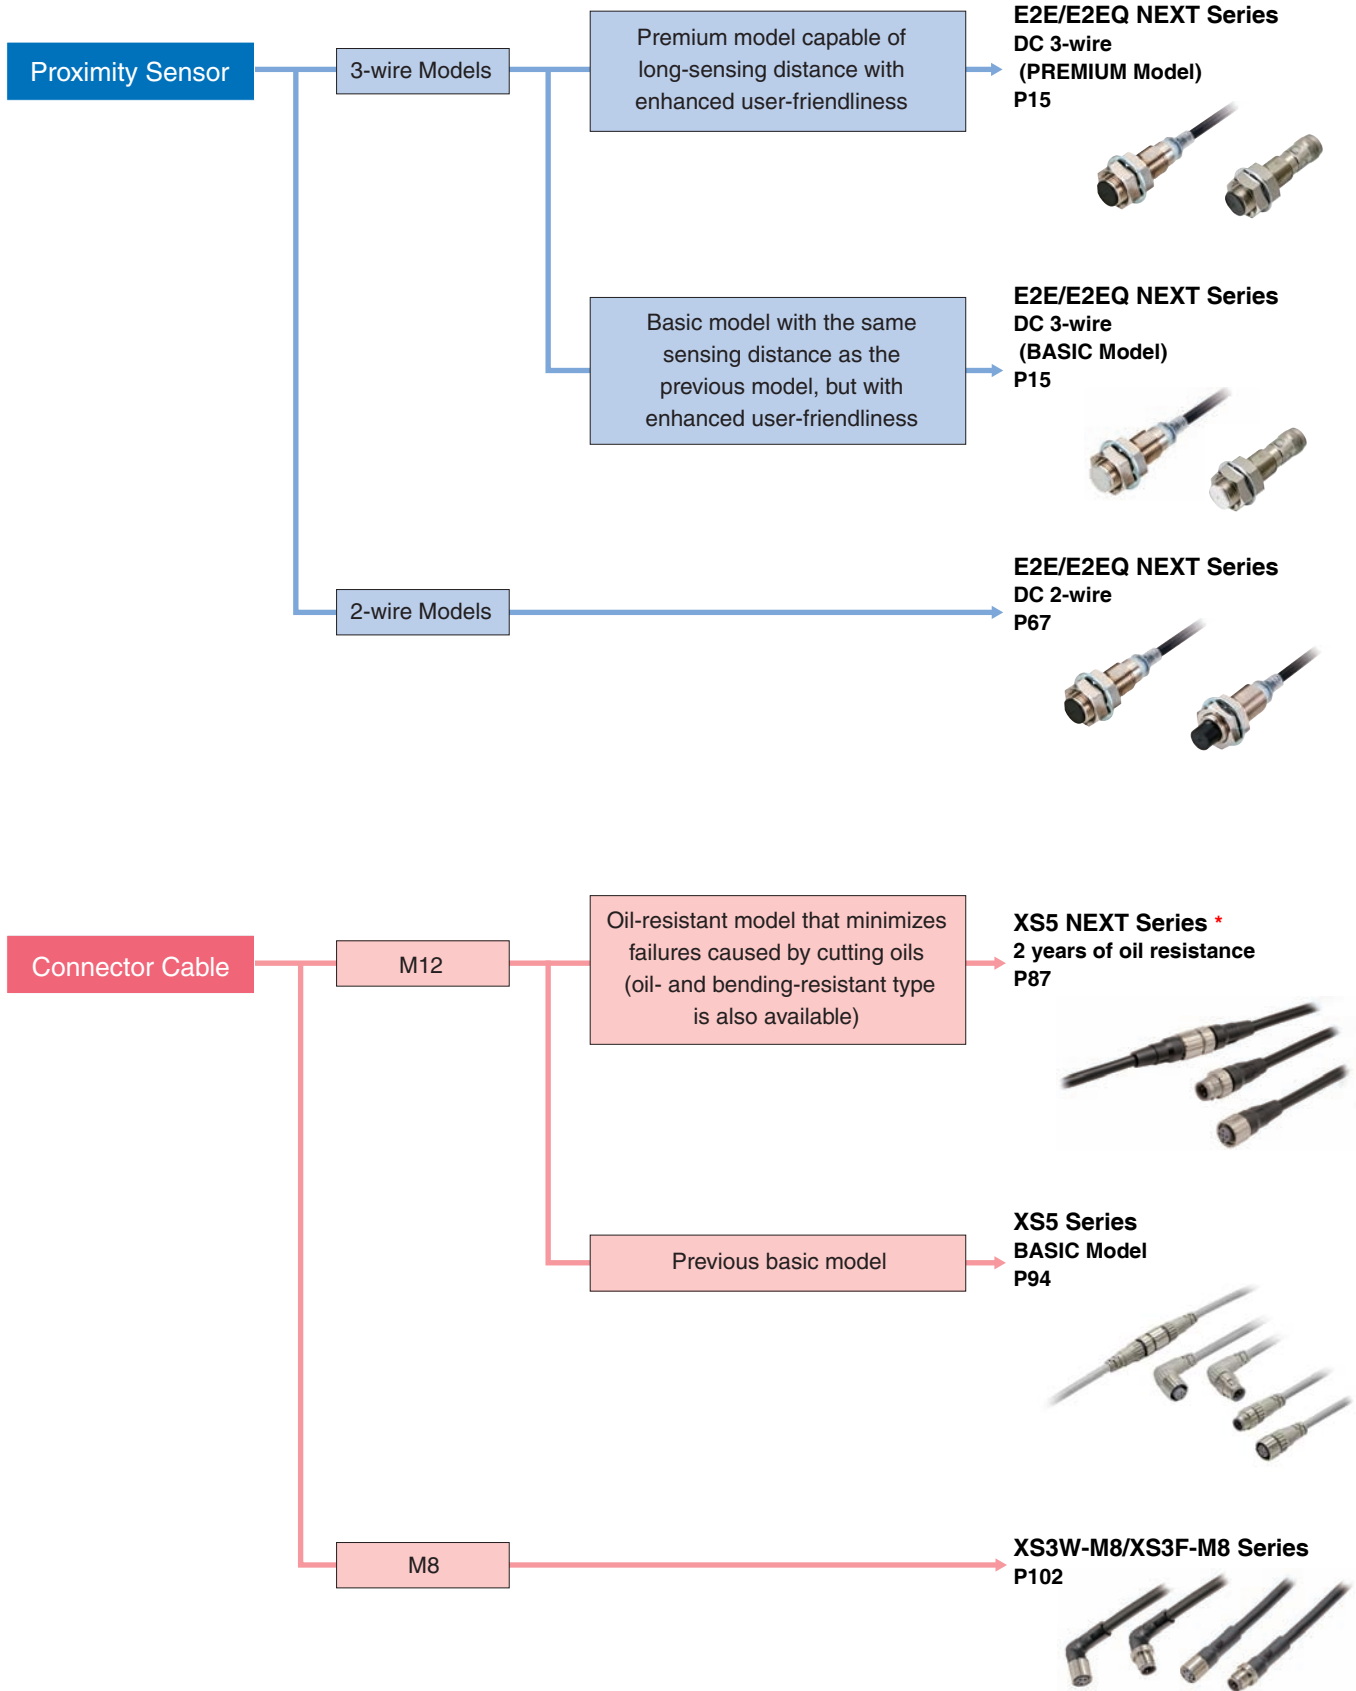 Proximity Sensor
3-wire Models
Premium model capable of
long-sensing distance with
enhanced user-friendliness
E2E/E2EQ NEXT Series
DC 3-wire
(PREMIUM Model)
P15
Basic model with the same
sensing distance as the
previous model, but with
enhanced user-friendliness
E2E/E2EQ NEXT Series
DC 3-wire
(BASIC Model)
P15
2-wire Models
E2E/E2EQ NEXT Series
DC 2-wire
P67
Connector Cable
M12
Oil-resistant model that minimizes
failures caused by cutting oils
(oil- and bending-resistant type
is also available)
XS5 NEXT Series *
2 years of oil resistance
P87
Previous basic model
XS5 Series
BASIC Model
P94
M8
XS3W-M8/XS3F-M8 Series
P102